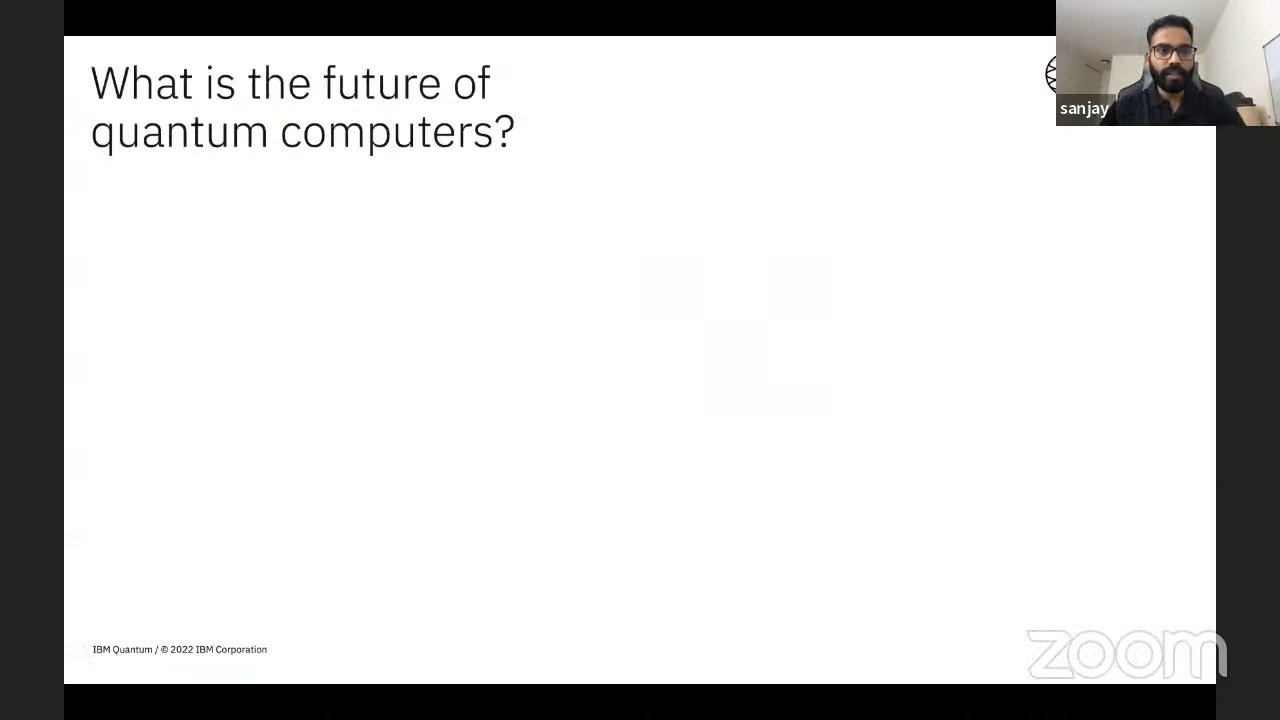 What is the future of
quantum computers?
sanjay
IBM Quantum / © 2022 IBM Corporation
zoom